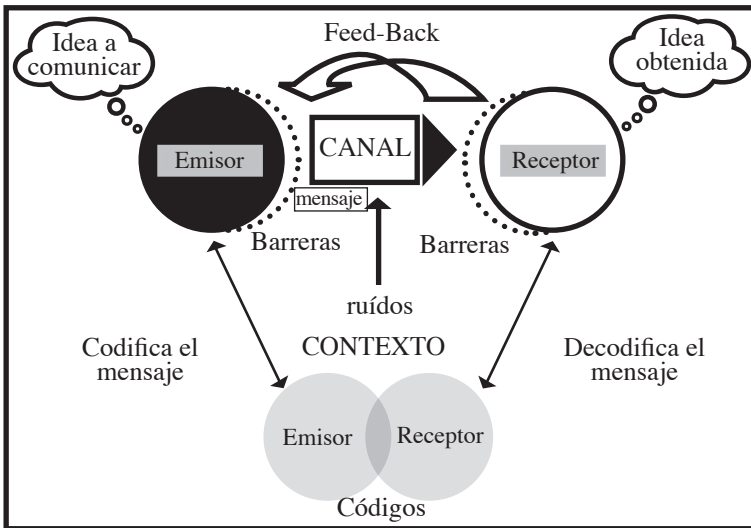 Idea a
comunicar
Feed-Back
Idea
obtenida
Emisor
CANAL
Receptor
mensaje
Barreras
Barreras
ruídos
Codifica el
mensaje
CONTEXTO
Decodifica el
mensaje
Emisor
Receptor
Códigos